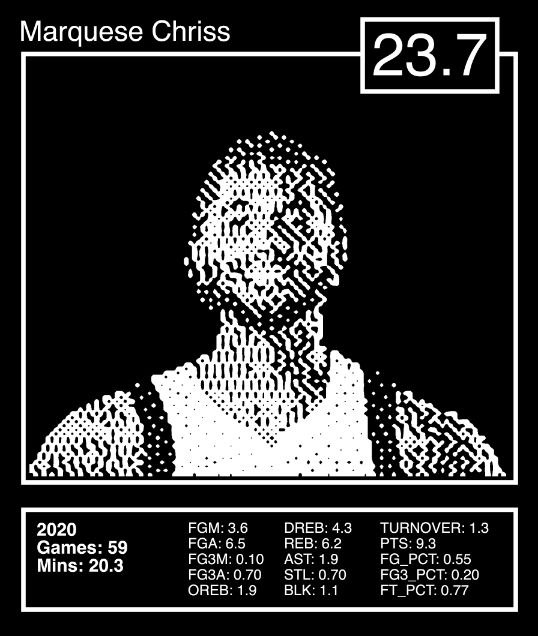 Marquese Chriss
23.7
2020
Games: 59
Mins: 20.3
FGM: 3.6
FGA: 6.5
FG3M: 0.10
FG3A: 0.70
OREB: 1.9
DREB: 4.3
REB: 6.2
AST: 1.9
STL: 0.70
BLK: 1.1
TURNOVER: 1.3
PTS: 9.3
FG_PCT: 0.55
FG3_PCT: 0.20
FT_PCT: 0.77